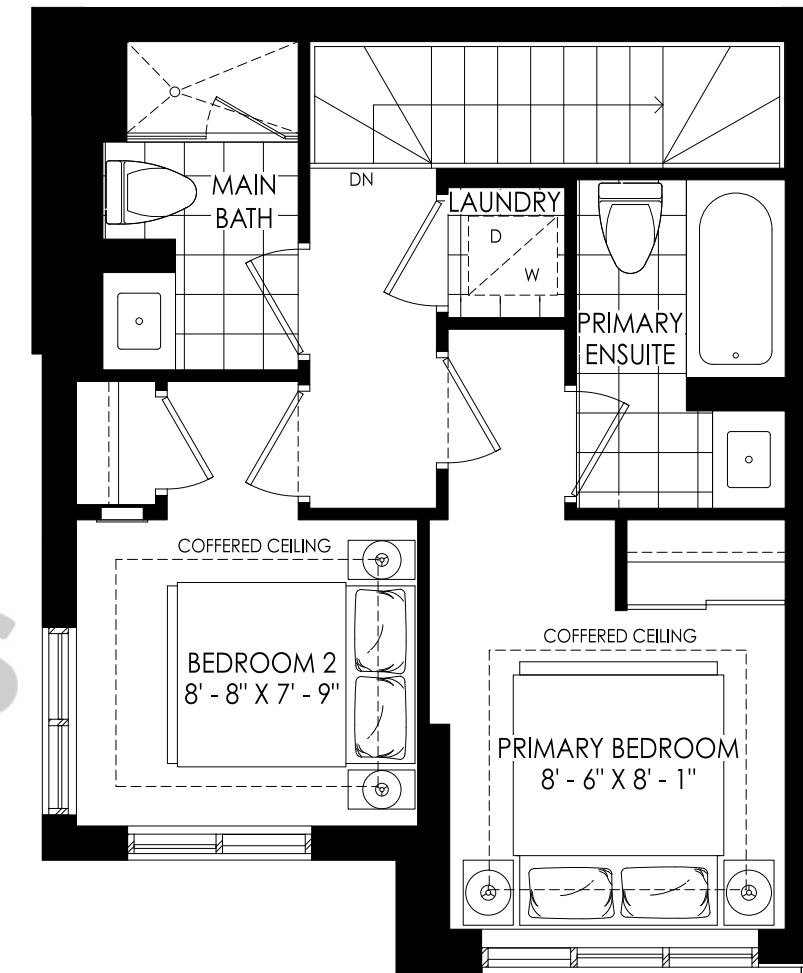 MAIN
BATH
DN
LAUNDRY
D
W
PRIMARY
ENSUITE
COFFERED CEILING
BEDROOM 2
8' - 8" X 7' - 9"
COFFERED CEILING
PRIMARY BEDROOM
8' - 6" X 8' - 1"
S